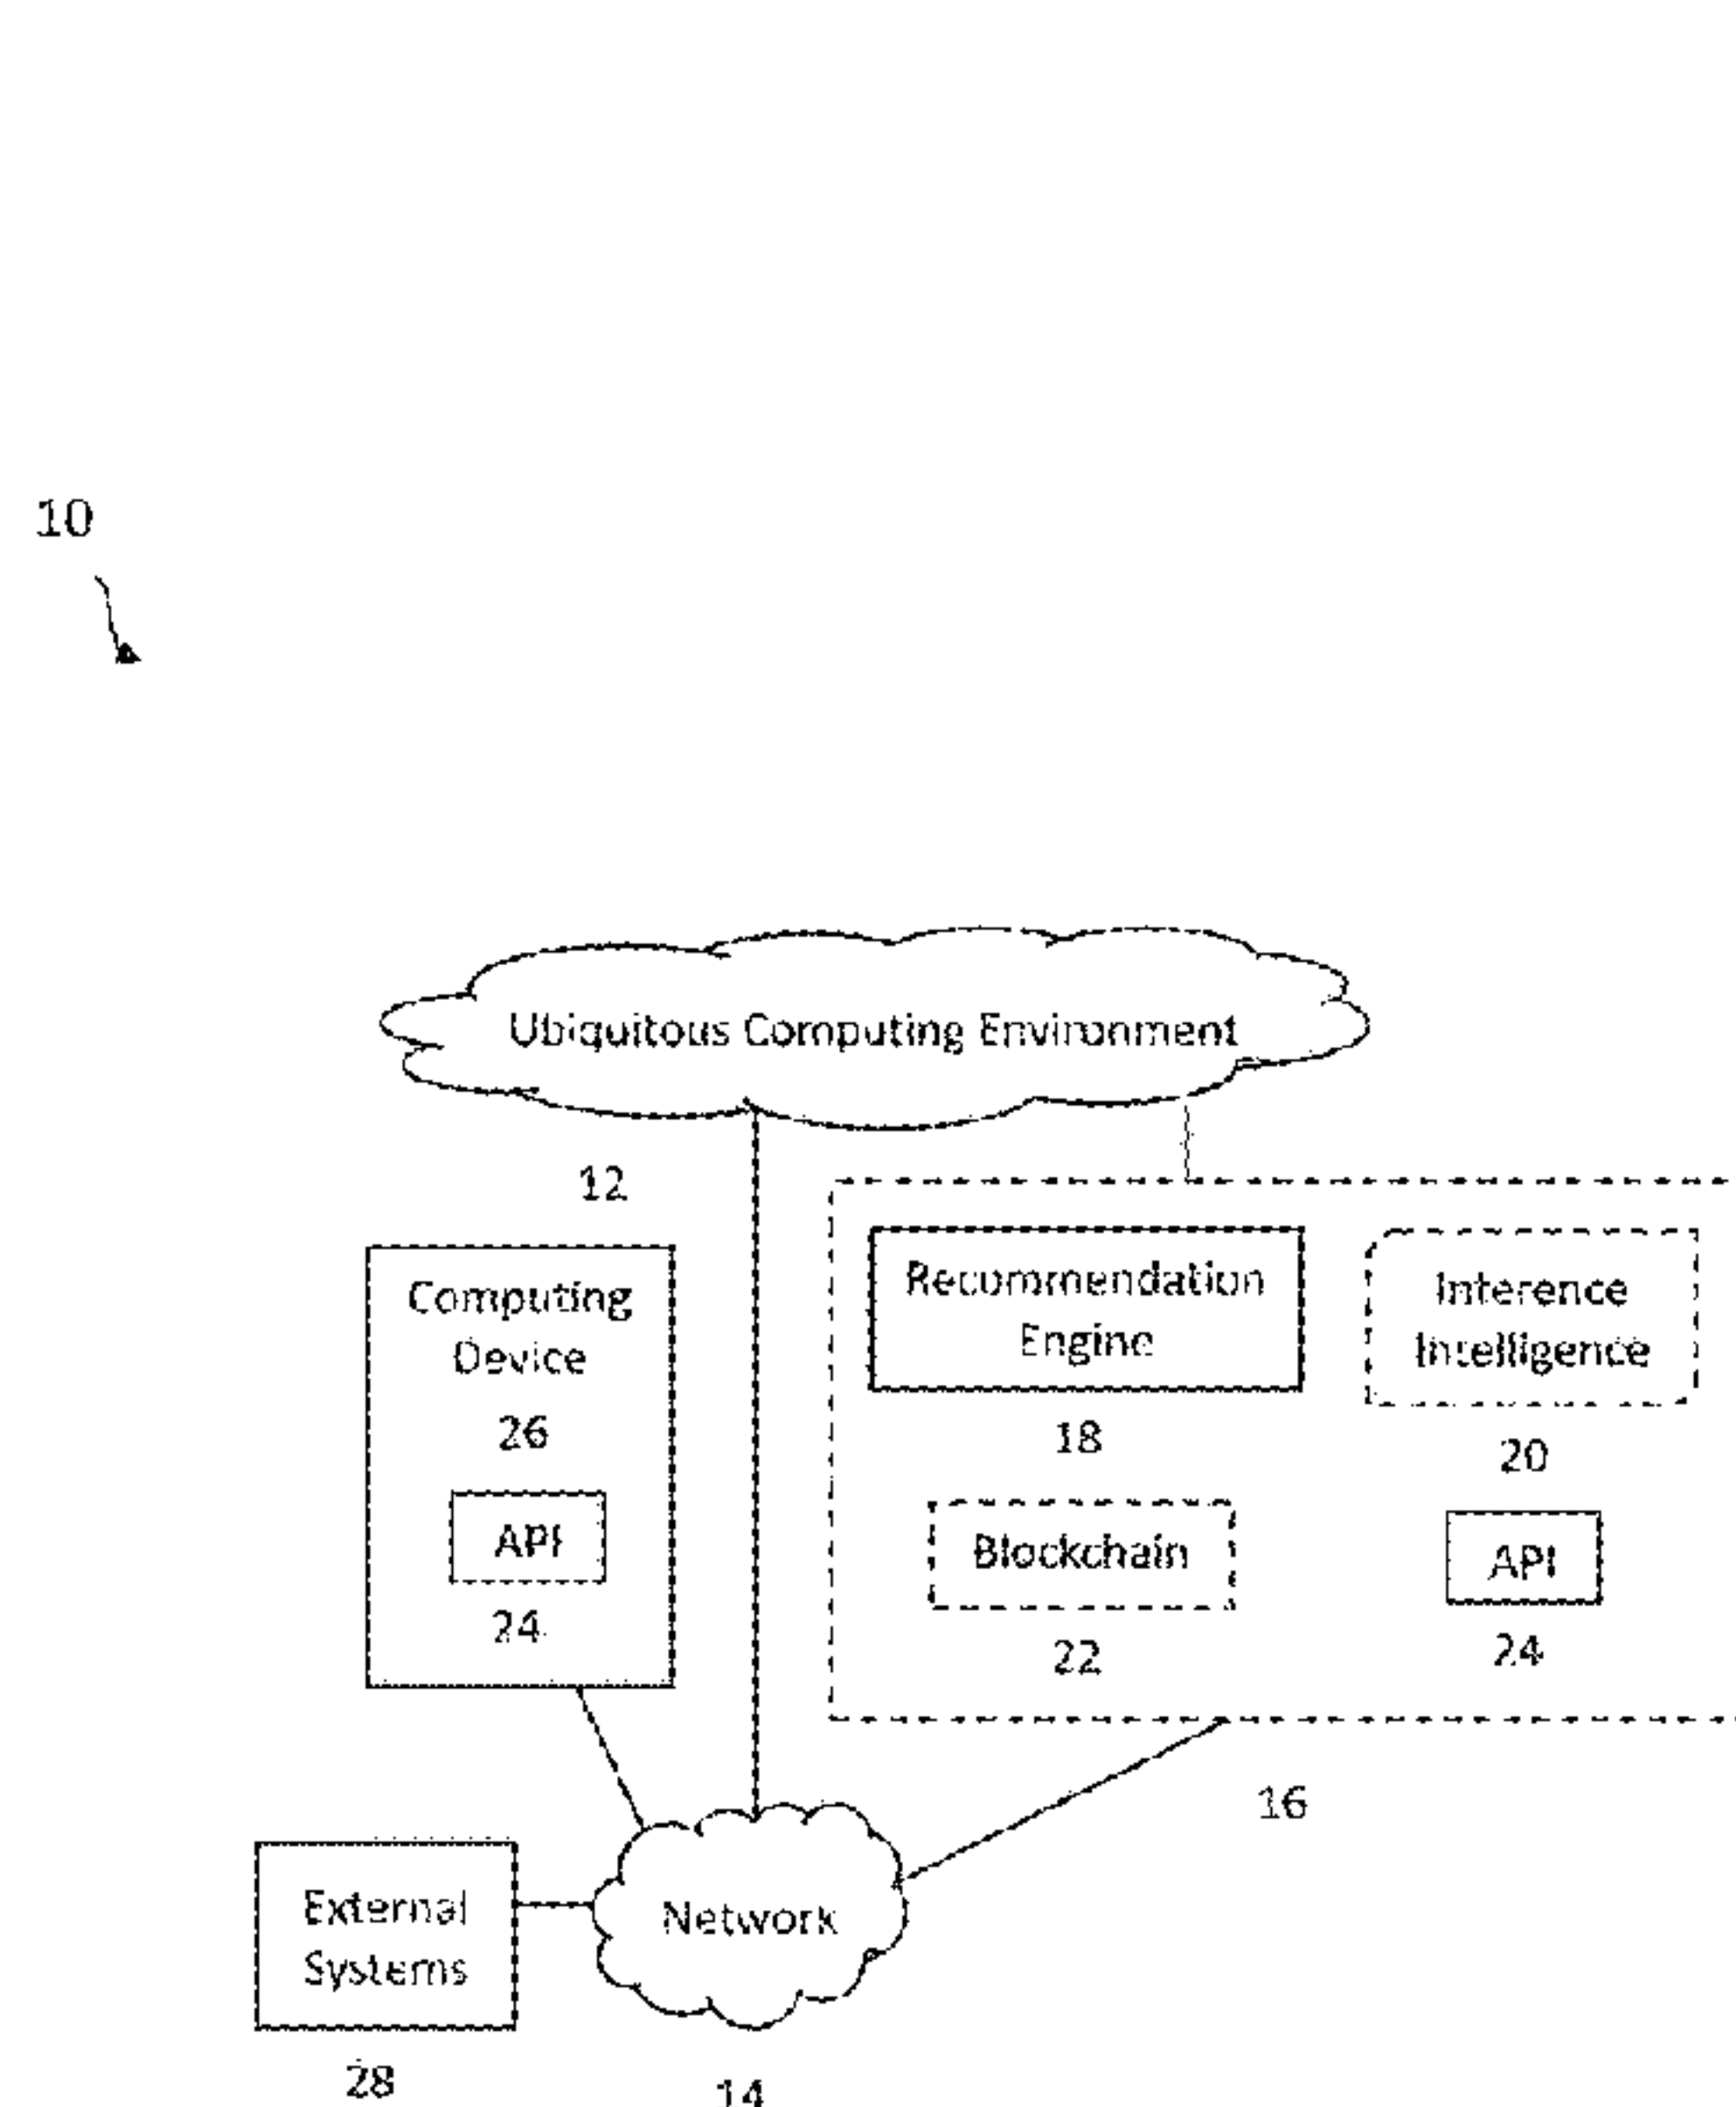 10
Ubiquitous Computing Environment
12
Computing
Device
26
API
24
Recommendation
Engine
18
Inference
Intelligence
20
Blockchain
22
API
24
16
External
Systems
28
Network
14